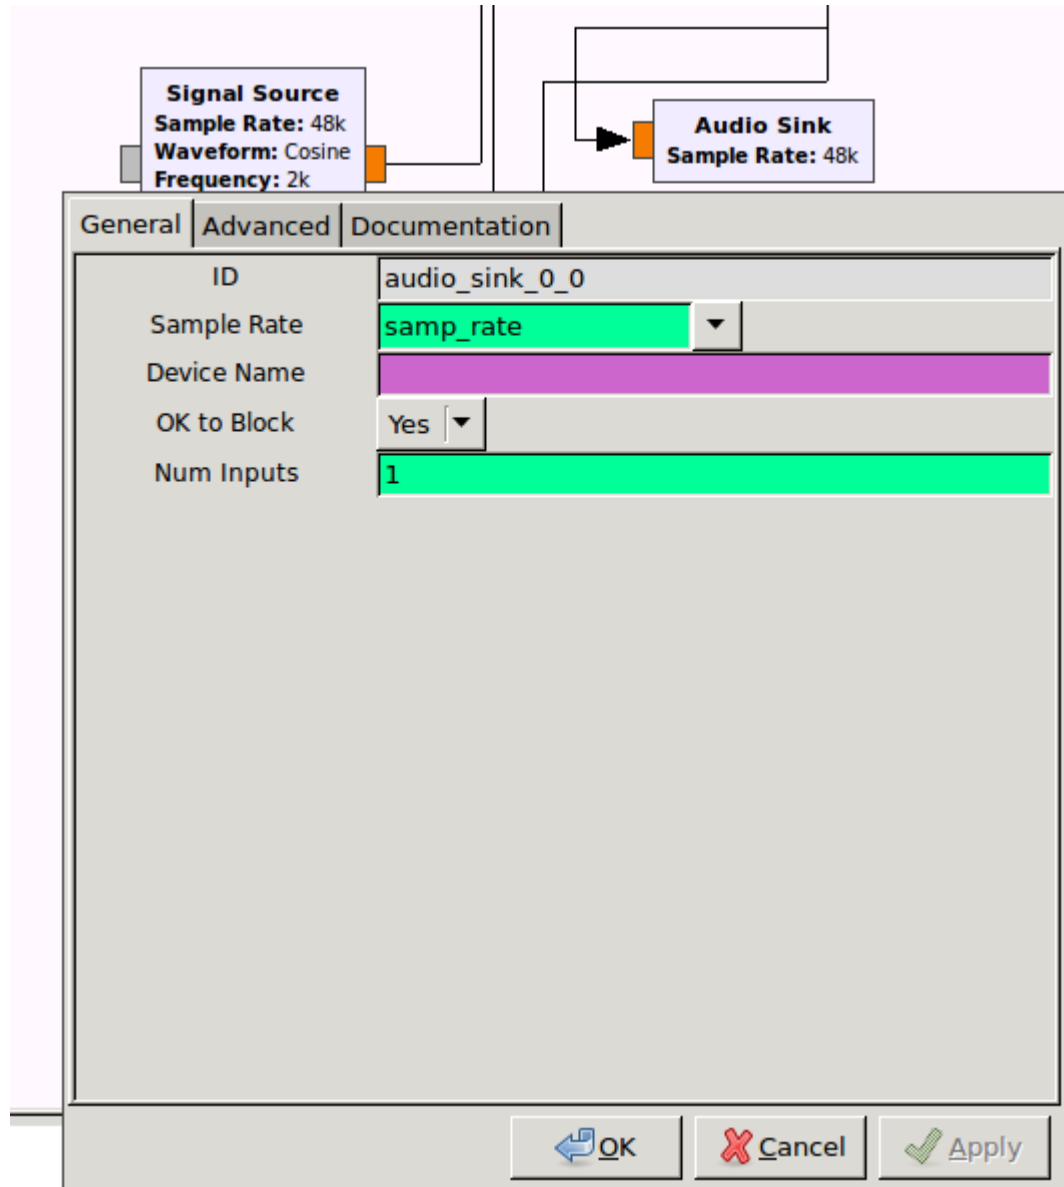 Signal Source
Sample Rate: 48k
Waveform: Cosine
Frequency: 2k
Audio Sink
Sample Rate: 48k
General Advanced Documentation
ID audio_sink_0_0
Sample Rate samp_rate
Device Name
OK to Block Yes
Num Inputs 1
OK Cancel Apply